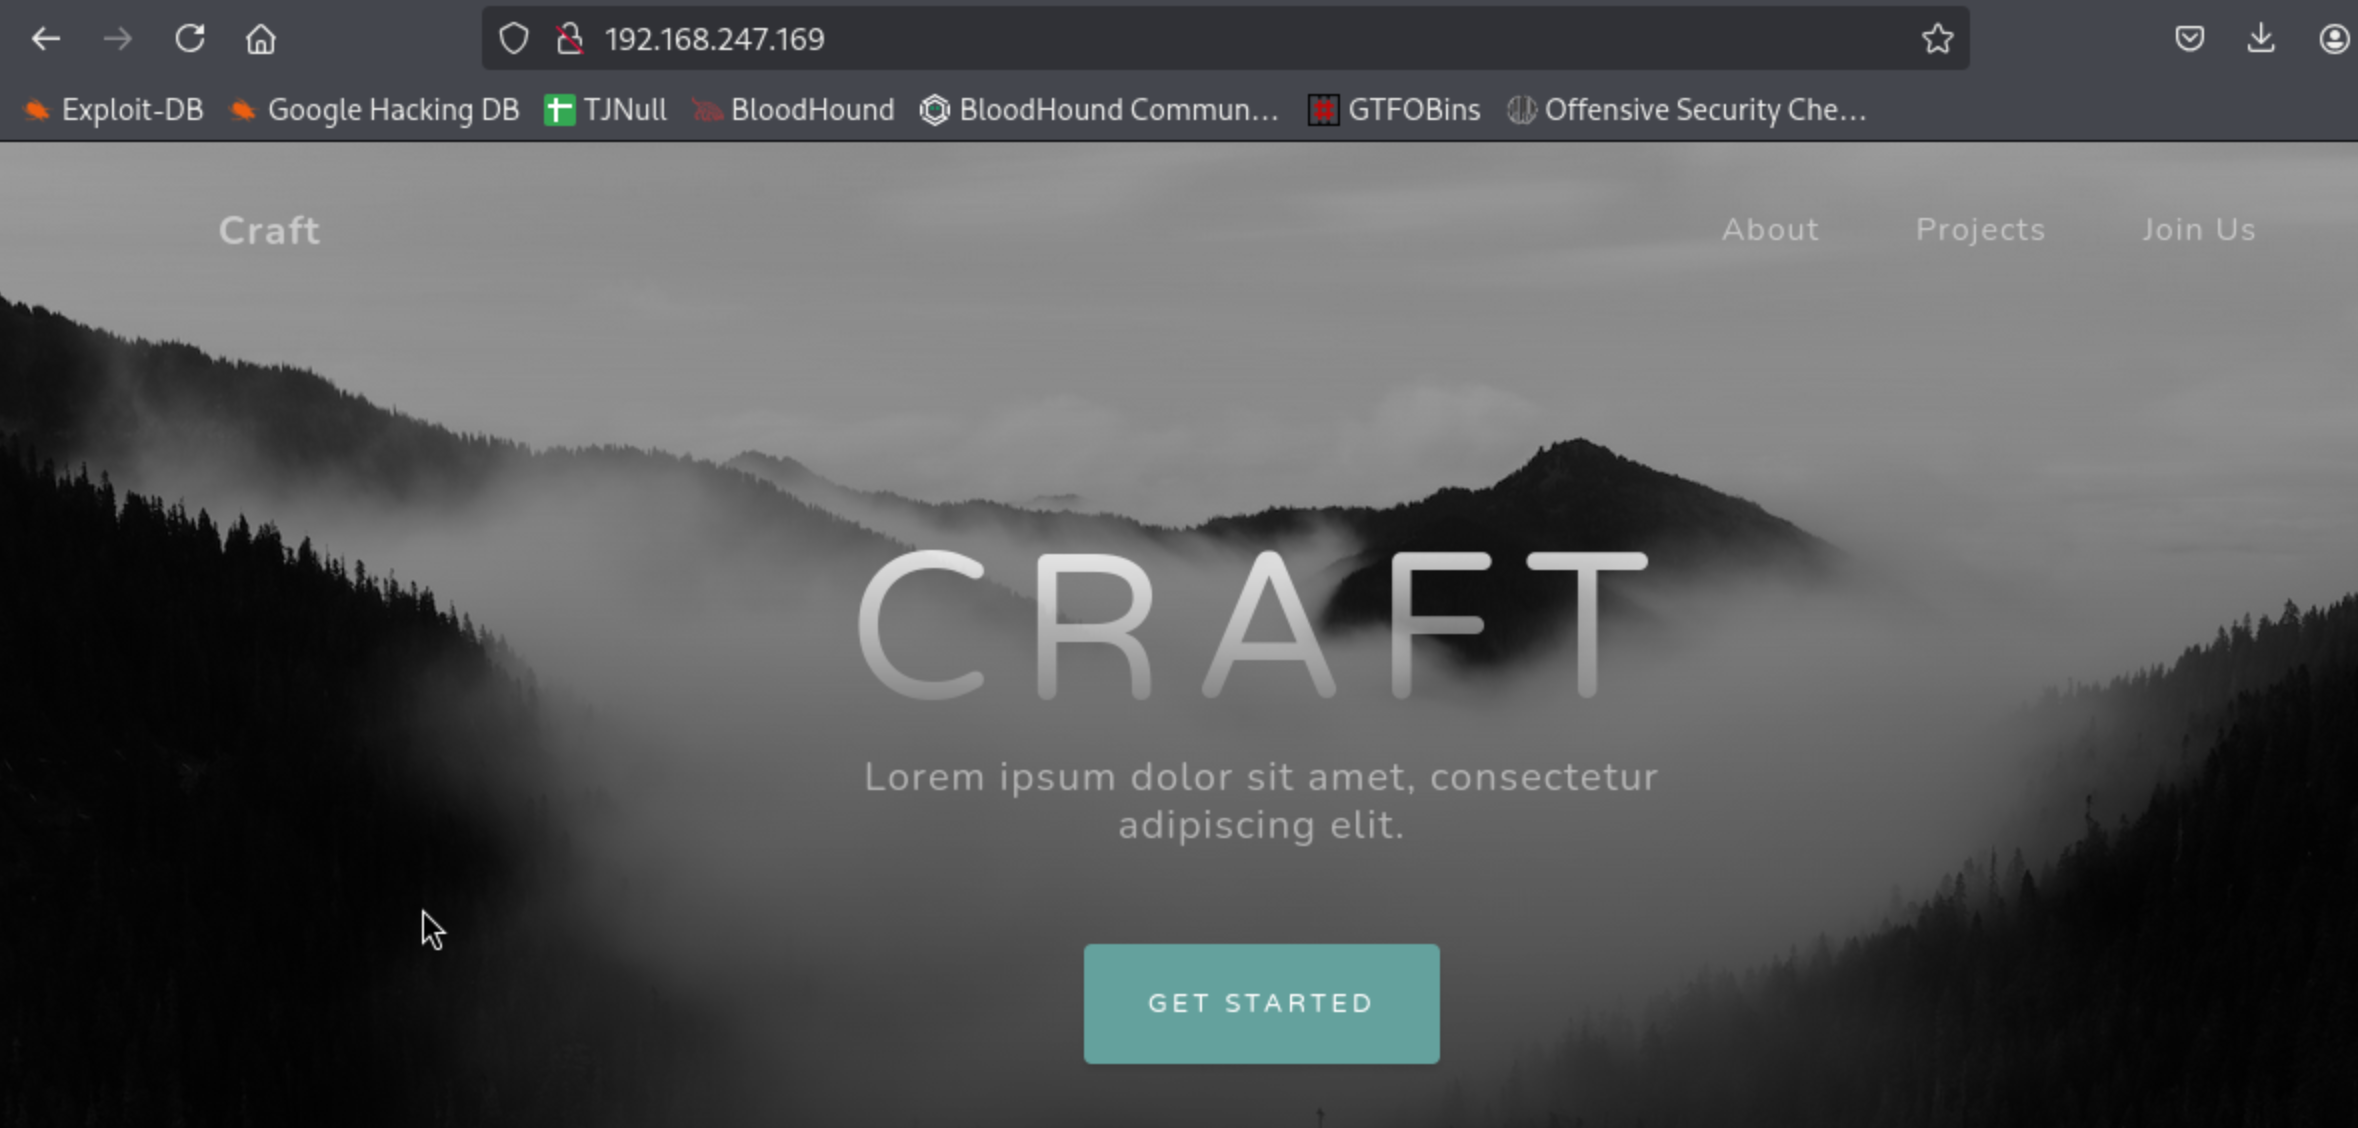 192.168.247.169
Exploit-DB Google Hacking DB TJNull BloodHound BloodHound Commun... GTFOBins Offensive Security Che...
Craft About Projects Join Us
CRAFT
Lorem ipsum dolor sit amet, consectetur
adipiscing elit.
GET STARTED